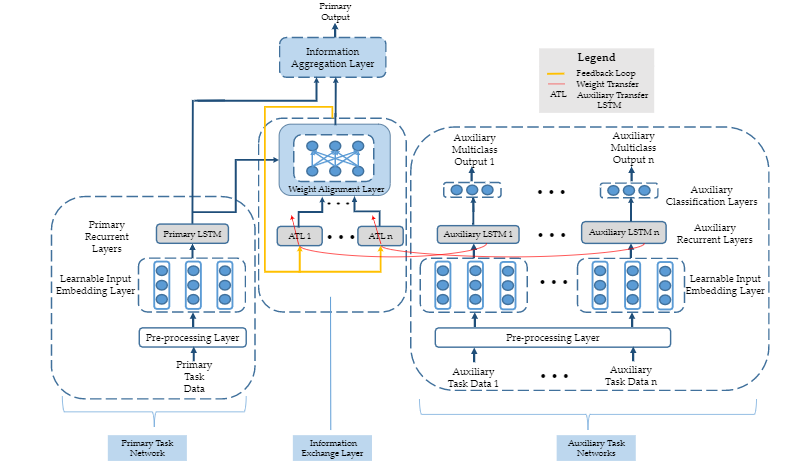 Primary
Output
Information
Aggregation Layer
Legend
Feedback Loop
Weight Transfer
ATL
Auxiliary Transfer
LSTM
Weight Alignment Layer
Auxiliary
Multiclass
Output 1
Auxiliary
Multiclass
Output n
Auxiliary
Classification Layers
Primary
Recurrent
Layers
Primary LSTM
ATL 1
ATL n
Auxiliary LSTM 1
Auxiliary LSTM n
Auxiliary
Recurrent Layers
Learnable Input
Embedding Layer
Learnable Input
Embedding Layer
Pre-processing Layer
Pre-processing Layer
Primary
Task
Data
Auxiliary
Task Data 1
Auxiliary
Task Data n
Primary Task
Network
Information
Exchange Layer
Auxiliary Task
Networks